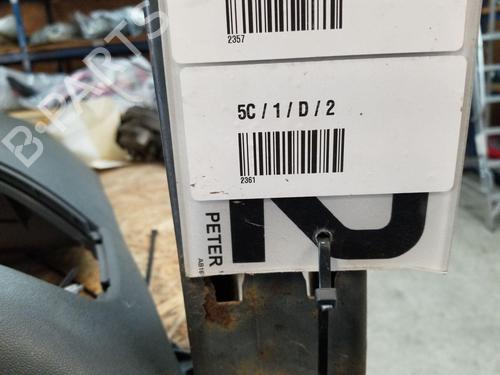 2357
5C / 1 / D / 2
2361
PETER
B-PARTS